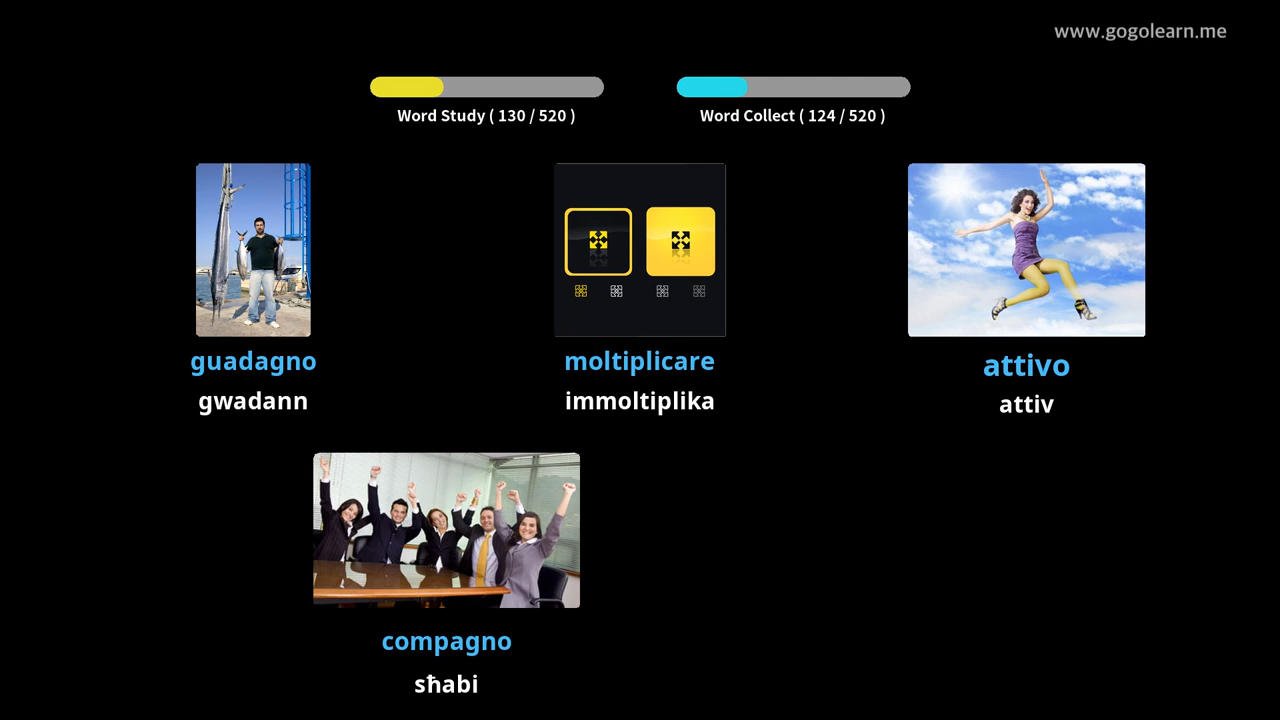 www.gogolearn.me
Word Study ( 130 / 520 )
Word Collect ( 124 / 520 )
guadagno
gwadann
moltiplicare
immoltiplika
attivo
attiv
compagno
sħabi